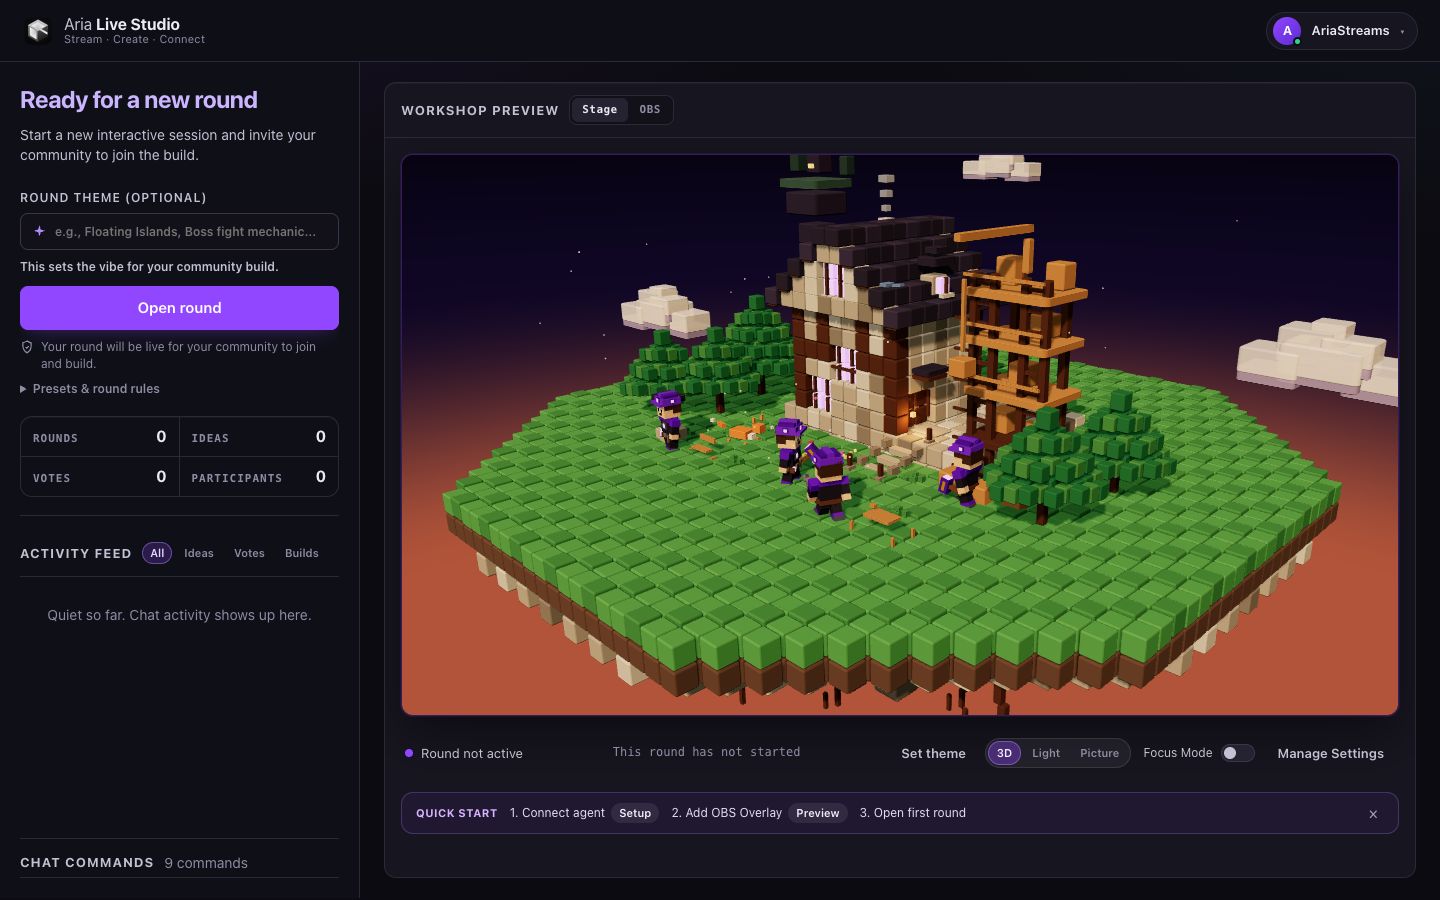 Aria Live Studio
Stream · Create · Connect
A
AriaStreams
Ready for a new round
Start a new interactive session and invite your
community to join the build.
ROUND THEME (OPTIONAL)
e.g., Floating Islands, Boss fight mechanic...
This sets the vibe for your community build.
Open round
Your round will be live for your community to join
and build.
Presets & round rules
ROUNDS 0 IDEAS 0
VOTES 0 PARTICIPANTS 0
ACTIVITY FEED All Ideas Votes Builds
Quiet so far. Chat activity shows up here.
CHAT COMMANDS 9 commands
WORKSHOP PREVIEW Stage OBS
Round not active This round has not started Set theme 3D Light Picture Focus Mode Manage Settings
QUICK START 1. Connect agent Setup 2. Add OBS Overlay Preview 3. Open first round x